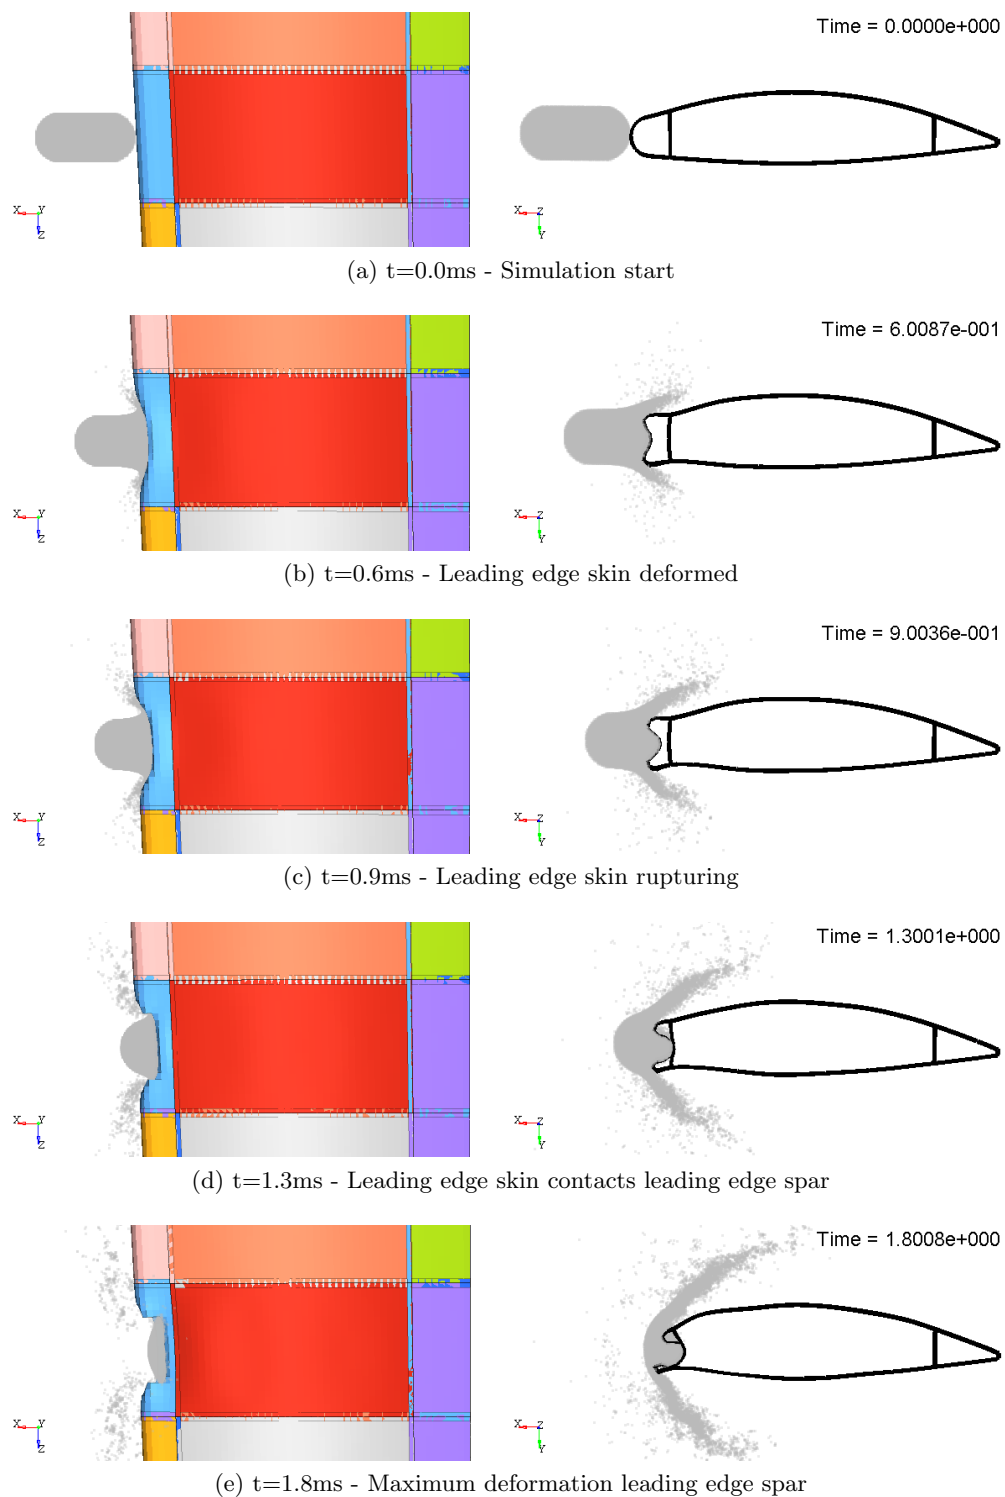 Time = 0.0000e+000
X Y
Z
X Z
Y
(a) t=0.0ms - Simulation start
Time = 6.0087e-001
X Y
Z
X Z
Y
(b) t=0.6ms - Leading edge skin deformed
Time = 9.0036e-001
X Y
Z
X Z
Y
(c) t=0.9ms - Leading edge skin rupturing
Time = 1.3001e+000
X Y
Z
X Z
Y
(d) t=1.3ms - Leading edge skin contacts leading edge spar
Time = 1.8008e+000
X Y
Z
X Z
Y
(e) t=1.8ms - Maximum deformation leading edge spar